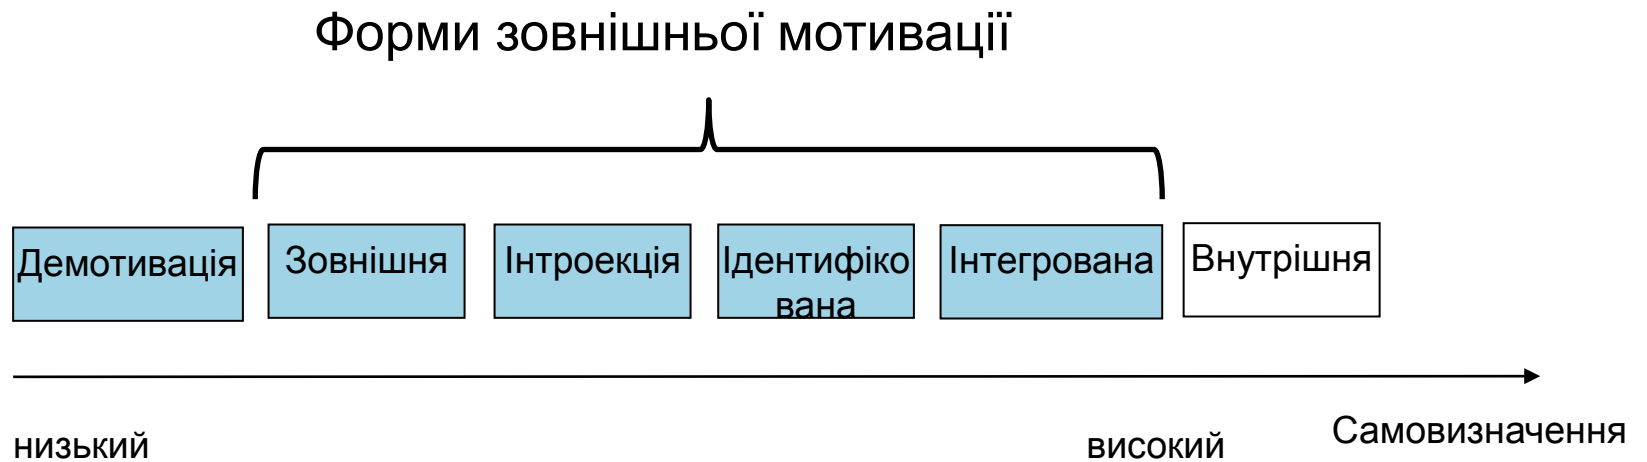 Форми зовнішньої мотивації
Демотивація
Зовнішня
Інтроекція
Ідентифіко
вана
Інтегрована
Внутрішня
низький
високий
Самовизначення